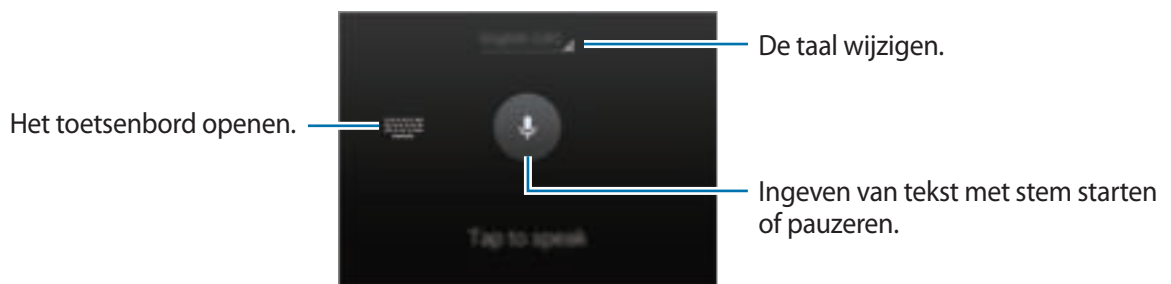 De taal wijzigen.
Het toetsenbord openen.
Ingeven van tekst met stem starten
of pauzeren.
Tap to speak